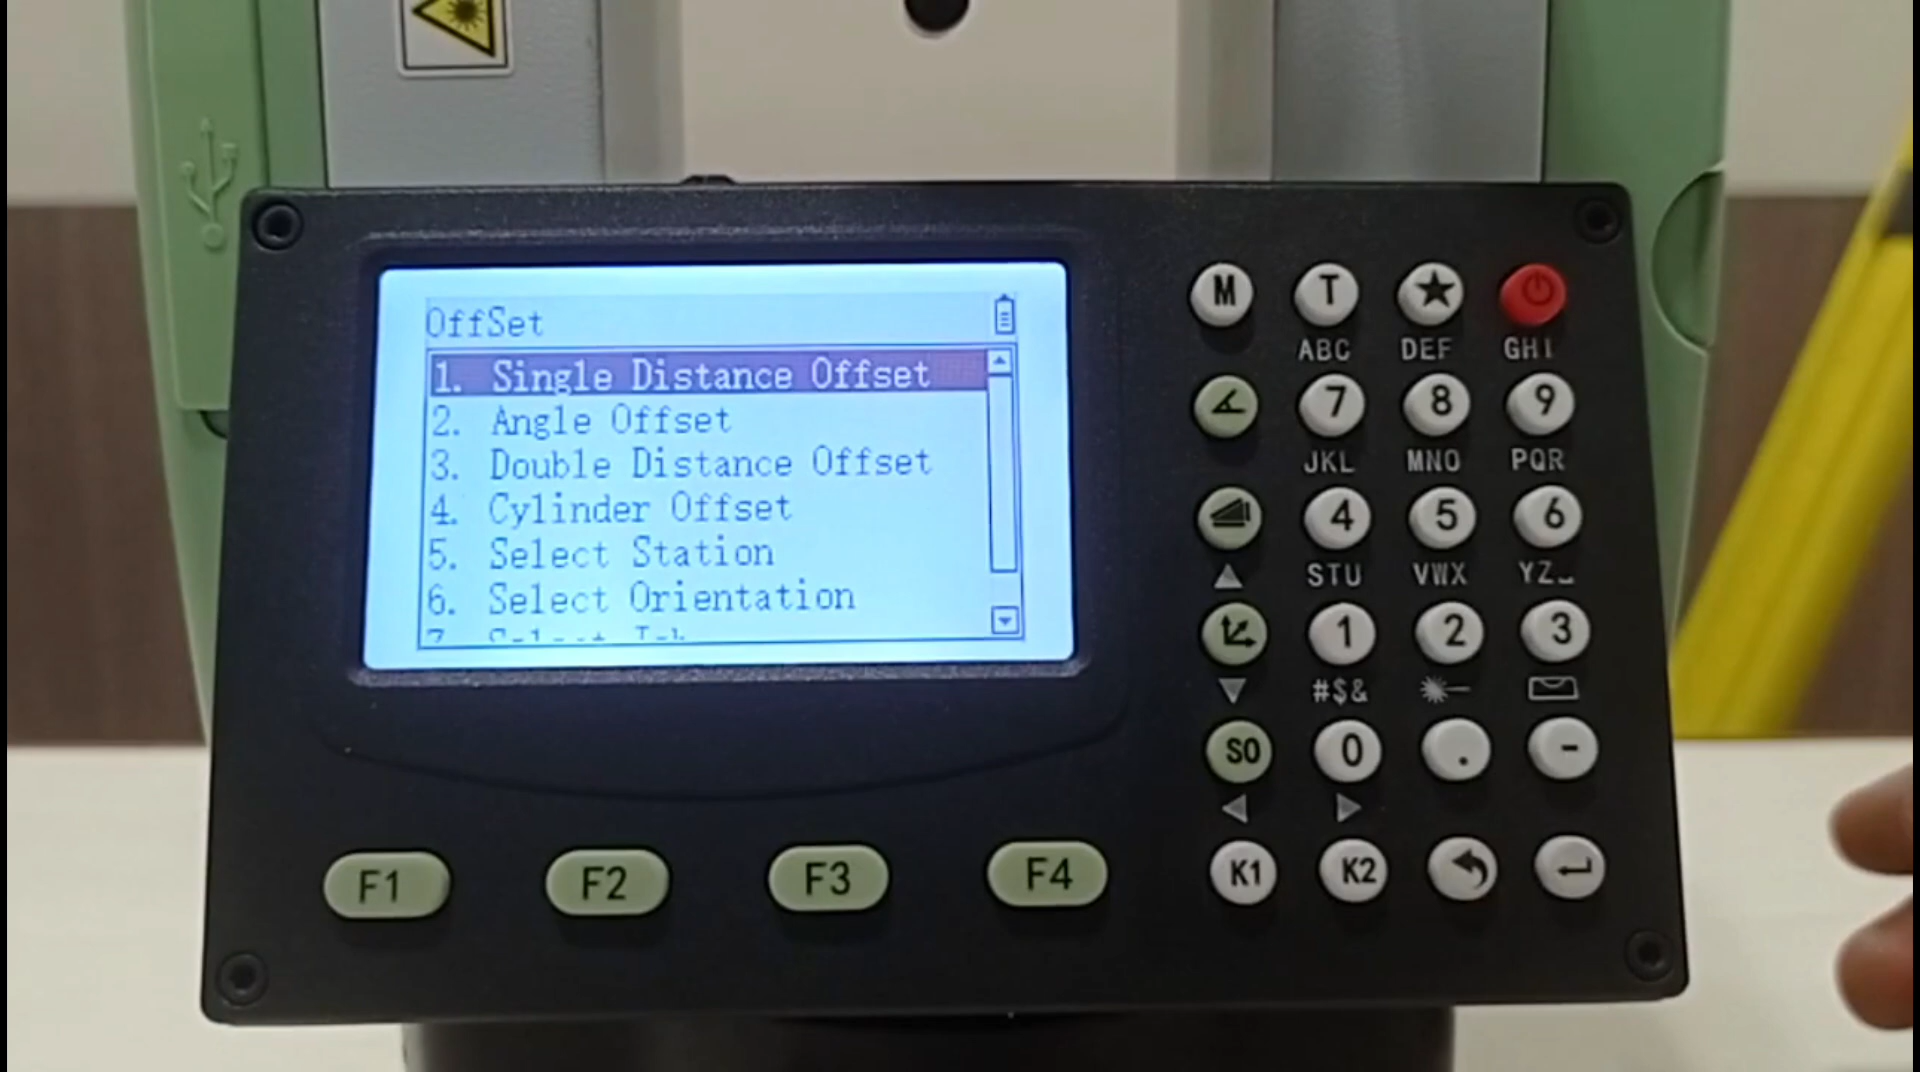 OffSet
1. Single Distance Offset
2. Angle Offset
3. Double Distance Offset
4. Cylinder Offset
5. Select Station
6. Select Orientation
M T ★
ABC DEF GHI
7 8 9
JKL MNO PQR
4 5 6
STU VWX YZ_
1 2 3
#$&
SO 0 . -
F1 F2 F3 F4 K1 K2